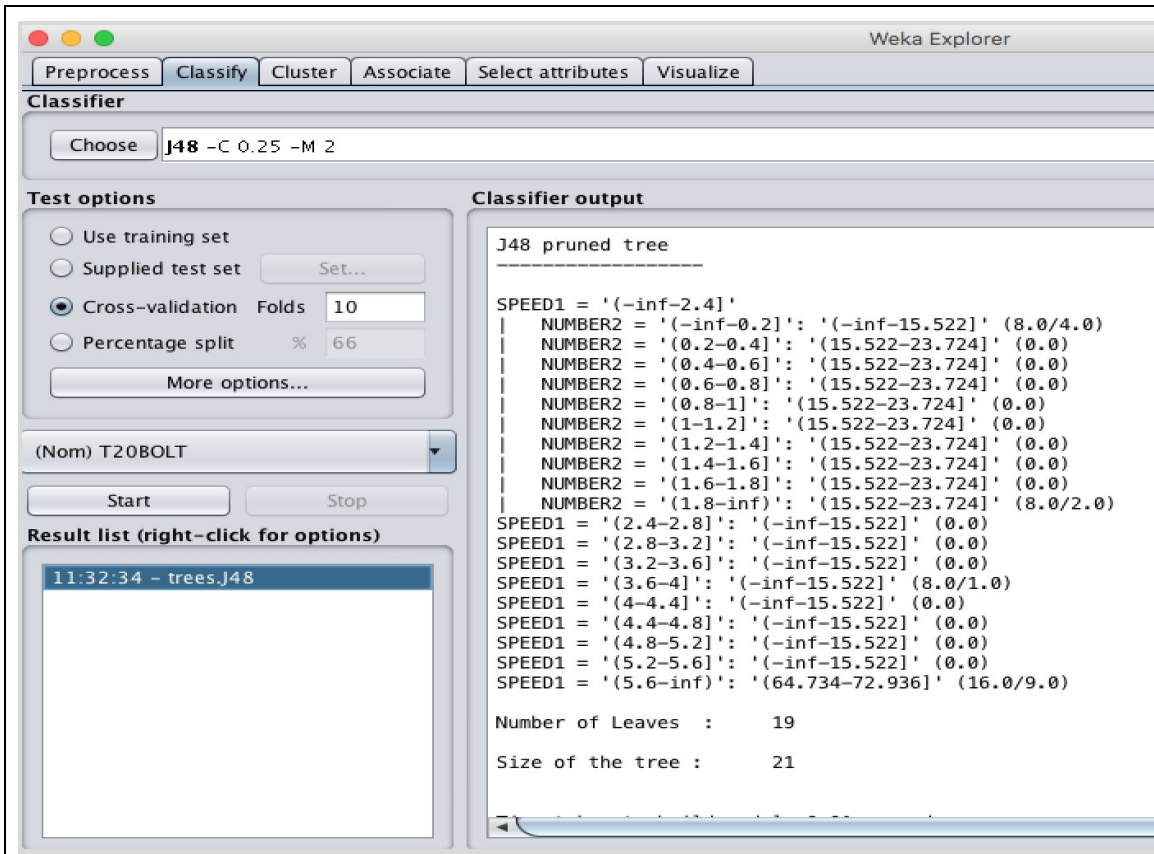 Weka Explorer
Preprocess Classify Cluster Associate Select attributes Visualize
Classifier
Choose J48 -C 0.25 -M 2
Test options
Use training set
Supplied test set Set...
Cross-validation Folds 10
Percentage split % 66
More options...
(Nom) T20BOLT
Start Stop
Result list (right-click for options)
11:32:34 - trees.J48
Classifier output
J48 pruned tree
------------------
SPEED1 = '(-inf-2.4]'
| NUMBER2 = '(-inf-0.2]': '(-inf-15.522]' (8.0/4.0)
| NUMBER2 = '(0.2-0.4]': '(15.522-23.724]' (0.0)
| NUMBER2 = '(0.4-0.6]': '(15.522-23.724]' (0.0)
| NUMBER2 = '(0.6-0.8]': '(15.522-23.724]' (0.0)
| NUMBER2 = '(0.8-1]': '(15.522-23.724]' (0.0)
| NUMBER2 = '(1-1.2]': '(15.522-23.724]' (0.0)
| NUMBER2 = '(1.2-1.4]': '(15.522-23.724]' (0.0)
| NUMBER2 = '(1.4-1.6]': '(15.522-23.724]' (0.0)
| NUMBER2 = '(1.6-1.8]': '(15.522-23.724]' (0.0)
| NUMBER2 = '(1.8-inf)': '(15.522-23.724]' (8.0/2.0)
SPEED1 = '(2.4-2.8]': '(-inf-15.522]' (0.0)
SPEED1 = '(2.8-3.2]': '(-inf-15.522]' (0.0)
SPEED1 = '(3.2-3.6]': '(-inf-15.522]' (0.0)
SPEED1 = '(3.6-4]': '(-inf-15.522]' (8.0/1.0)
SPEED1 = '(4-4.4]': '(-inf-15.522]' (0.0)
SPEED1 = '(4.4-4.8]': '(-inf-15.522]' (0.0)
SPEED1 = '(4.8-5.2]': '(-inf-15.522]' (0.0)
SPEED1 = '(5.2-5.6]': '(-inf-15.522]' (0.0)
SPEED1 = '(5.6-inf)': '(64.734-72.936]' (16.0/9.0)
Number of Leaves : 19
Size of the tree : 21